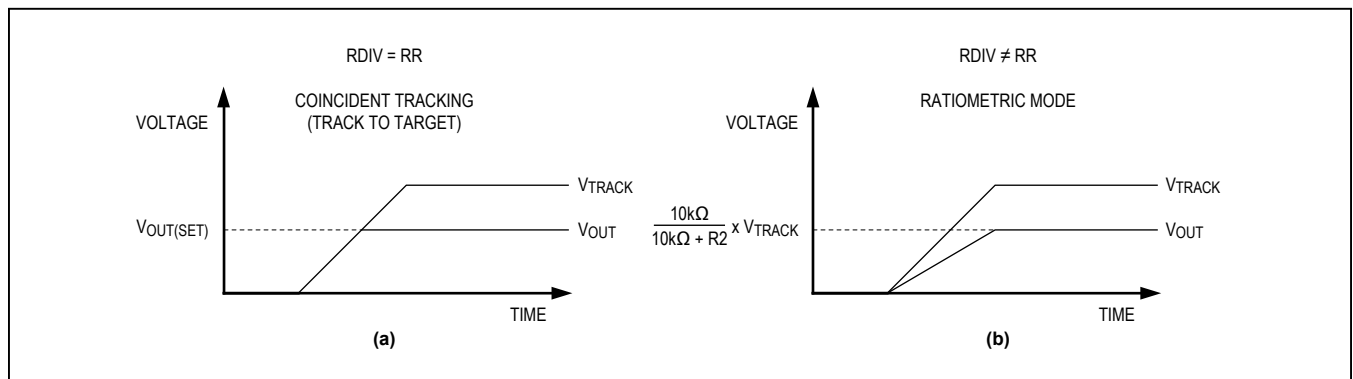 RDIV = RR
COINCIDENT TRACKING
(TRACK TO TARGET)
VOLTAGE
VTRACK
VOUT(SET)
VOUT
TIME
(a)
RDIV ≠ RR
RATIOMETRIC MODE
VOLTAGE
VTRACK
10kΩ
10kΩ + R2
x VTRACK
VOUT
TIME
(b)